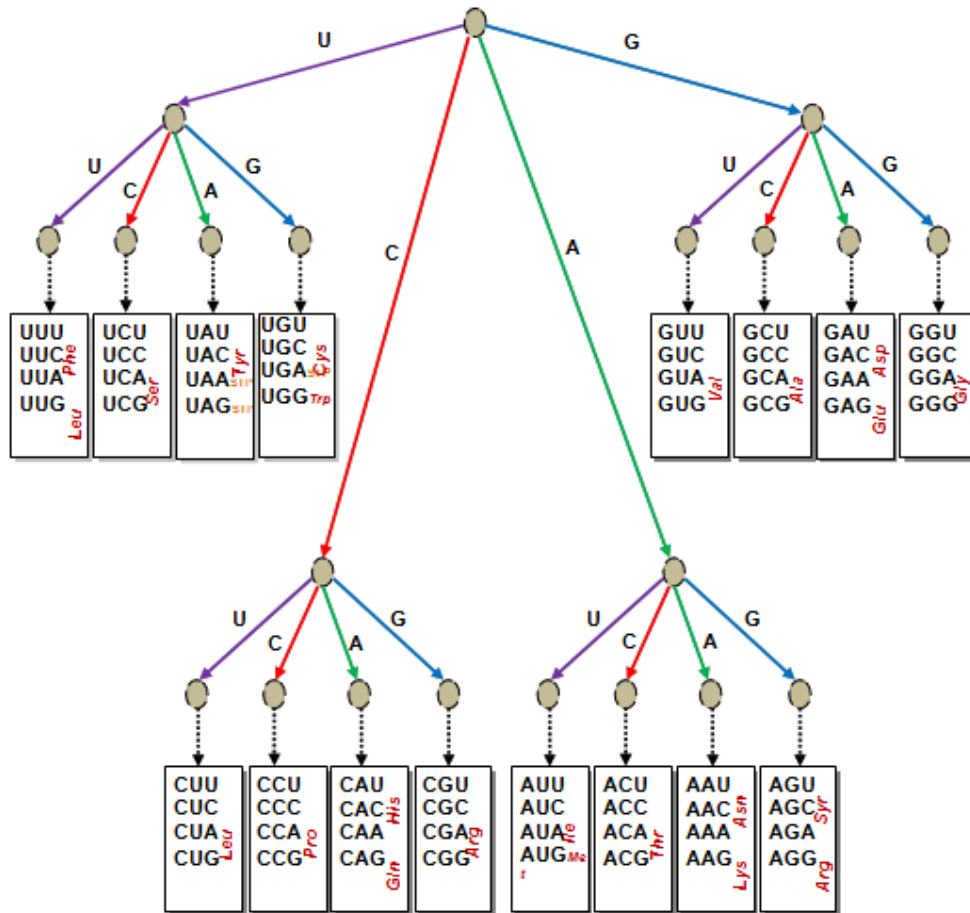 U
G
U
C
A
G
U
C
A
G
C
A
UUU
UUC Phe
UUA
UUG Leu
UCU
UCC
UCA
UCG Ser
UAU
UAC Tyr
UAA
UAG
UGU
UGC Cys
UGA
UGG Trp
GUU
GUC
GUA
GUG Val
GCU
GCC
GCA
GCG Ala
GAU
GAC Asp
GAA
GAG Glu
GGU
GGC
GGA
GGG Gly
U
C
A
G
U
C
A
G
CUU
CUC
CUA
CUG Leu
CCU
CCC
CCA
CCG Pro
CAU
CAC His
CAA
CAG Gln
CGU
CGC
CGA
CGG Arg
AUU
AUC
AUA Ile
AUG Me
t
ACU
ACC
ACA
ACG Thr
AAU
AAC Asn
AAA
AAG Lys
AGU
AGC Syr
AGA
AGG Arg